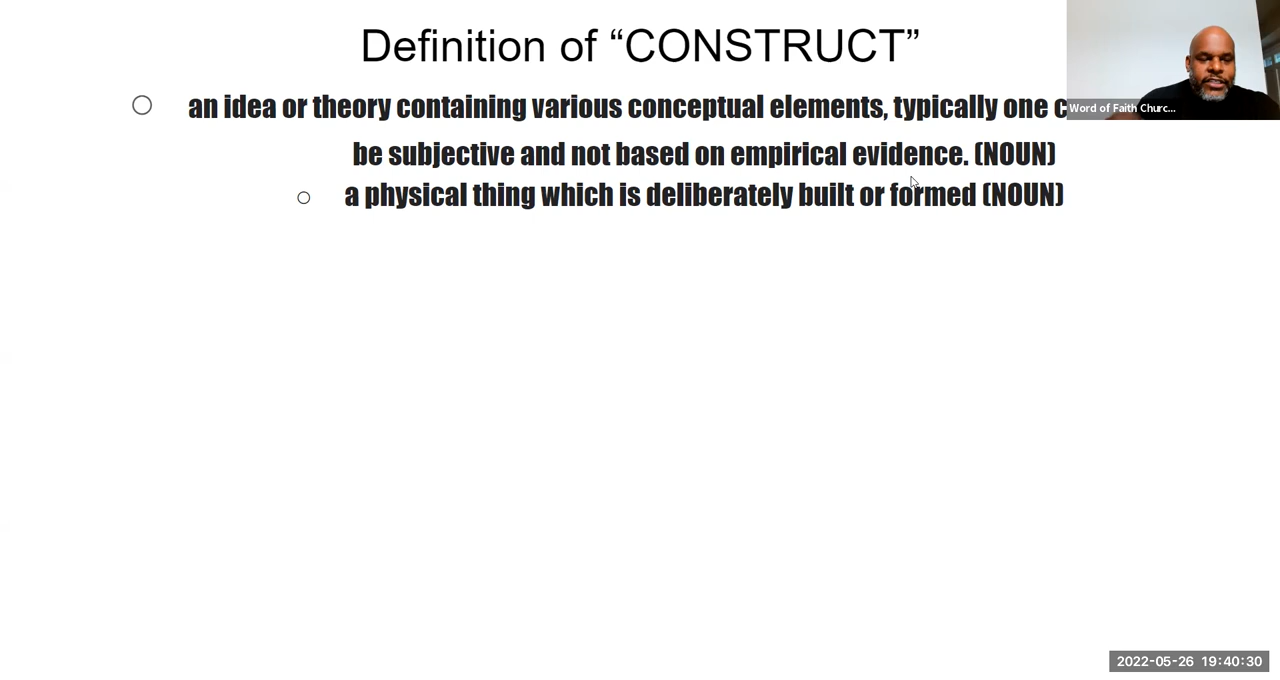 Definition of “CONSTRUCT”
an idea or theory containing various conceptual elements, typically one
Word of Faith Churc...
be subjective and not based on empirical evidence. (NOUN)
a physical thing which is deliberately built or formed (NOUN)
2022-05-26 19:40:30